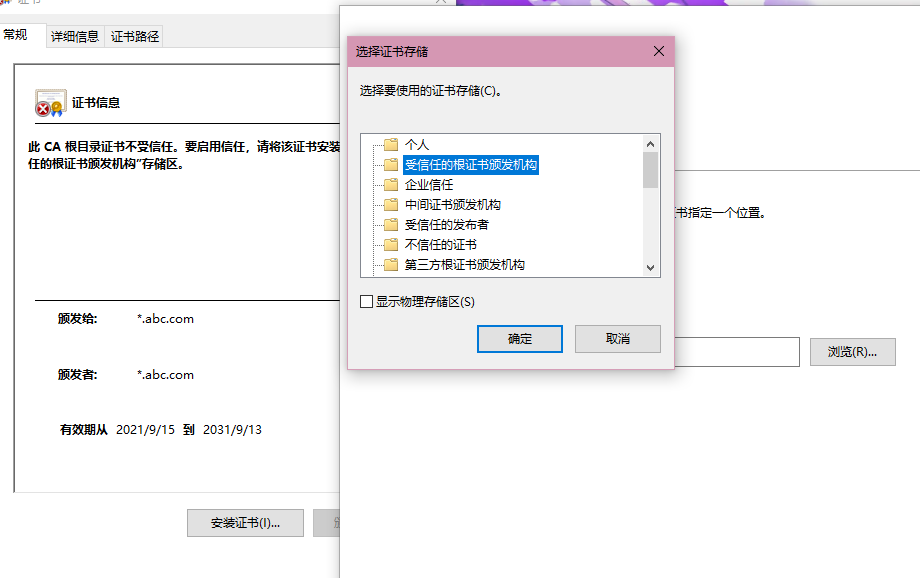 证书
常规
详细信息
证书路径
证书信息
此 CA 根目录证书不受信任。要启用信任，请将该证书安装
任的根证书颁发机构"存储区。
颁发给:
*.abc.com
颁发者:
*.abc.com
有效期从 2021/9/15 到 2031/9/13
安装证书(I)...
选择证书存储
选择要使用的证书存储(C)。
个人
受信任的根证书颁发机构
企业信任
中间证书颁发机构
受信任的发布者
不信任的证书
第三方根证书颁发机构
显示物理存储区(S)
确定
取消
书指定一个位置。
浏览(R)...